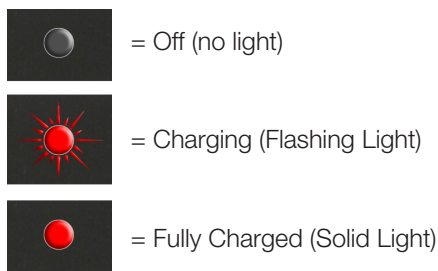 = Off (no light)
= Charging (Flashing Light)
= Fully Charged (Solid Light)